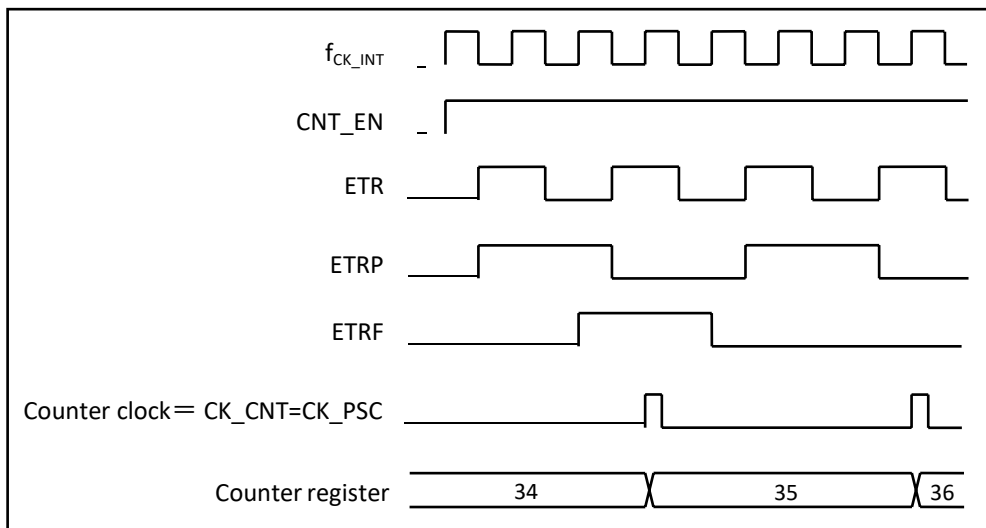 fCK_INT
CNT_EN
ETR
ETRP
ETRF
Counter clock＝ CK_CNT=CK_PSC
Counter register 34 35 36